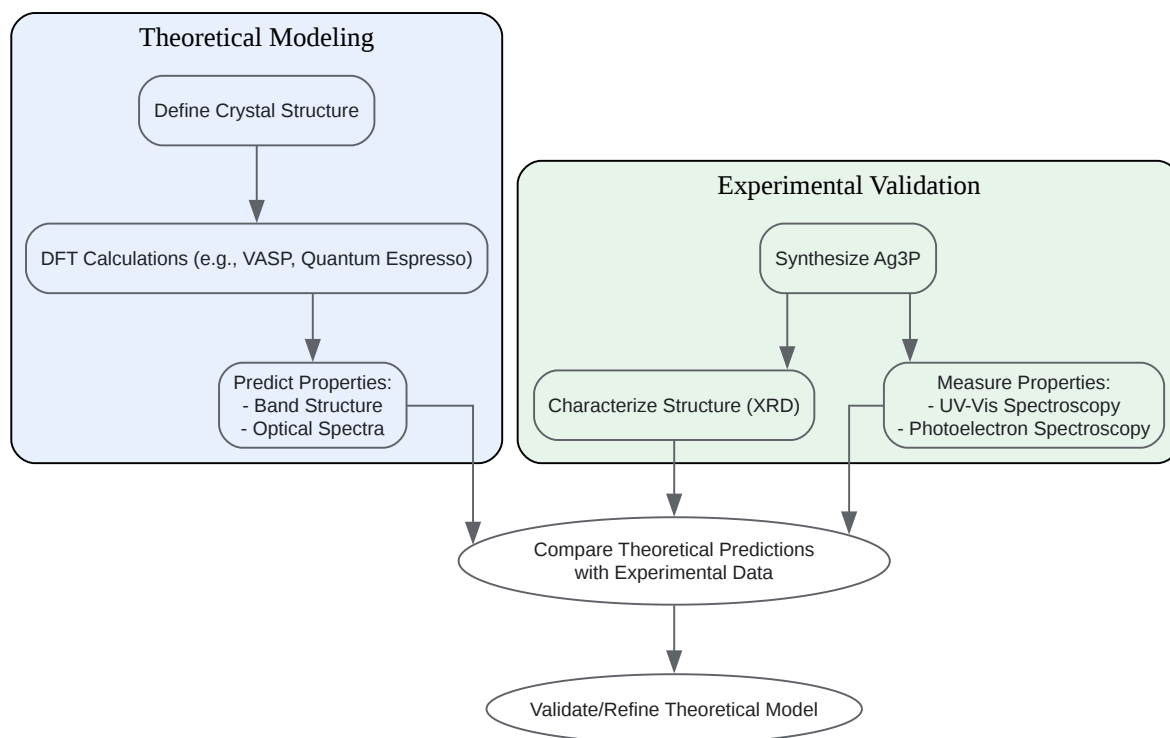 Theoretical Modeling
Define Crystal Structure
DFT Calculations (e.g., VASP, Quantum Espresso)
Predict Properties:
- Band Structure
- Optical Spectra
Experimental Validation
Synthesize Ag3P
Characterize Structure (XRD)
Measure Properties:
- UV-Vis Spectroscopy
- Photoelectron Spectroscopy
Compare Theoretical Predictions
with Experimental Data
Validate/Refine Theoretical Model